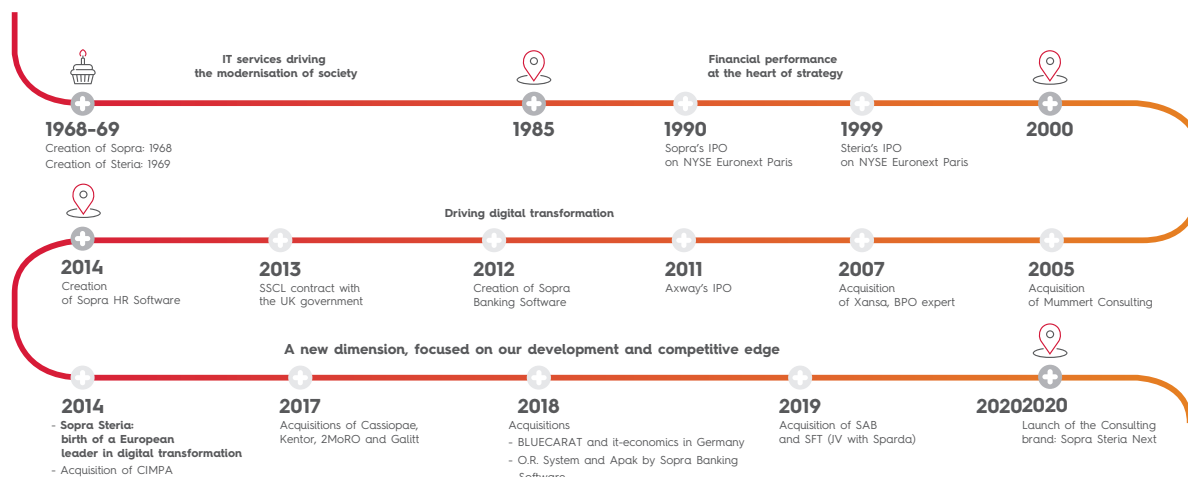 IT services driving
the modernisation of society
Financial performance
at the heart of strategy
1968-69
Creation of Sopra: 1968
Creation of Steria: 1969
1985
1990
Sopra's IPO
on NYSE Euronext Paris
1999
Steria's IPO
on NYSE Euronext Paris
2000
Driving digital transformation
2014
Creation
of Sopra HR Software
2013
SSCL contract with
the UK government
2012
Creation of Sopra
Banking Software
2011
Axway's IPO
2007
Acquisition
of Xansa, BPO expert
2005
Acquisition
of Mummert Consulting
A new dimension, focused on our development and competitive edge
2014
- Sopra Steria:
birth of a European
leader in digital transformation
- Acquisition of CIMPA
2017
Acquisitions of Cassiopae,
Kentor, 2MoRO and Galitt
2018
Acquisitions
- BLUECARAT and it-economics in Germany
- O.R. System and Apak by Sopra Banking
Software
2019
Acquisition of SAB
and SFT (JV with Sparda)
20202020
Launch of the Consulting
brand: Sopra Steria Next